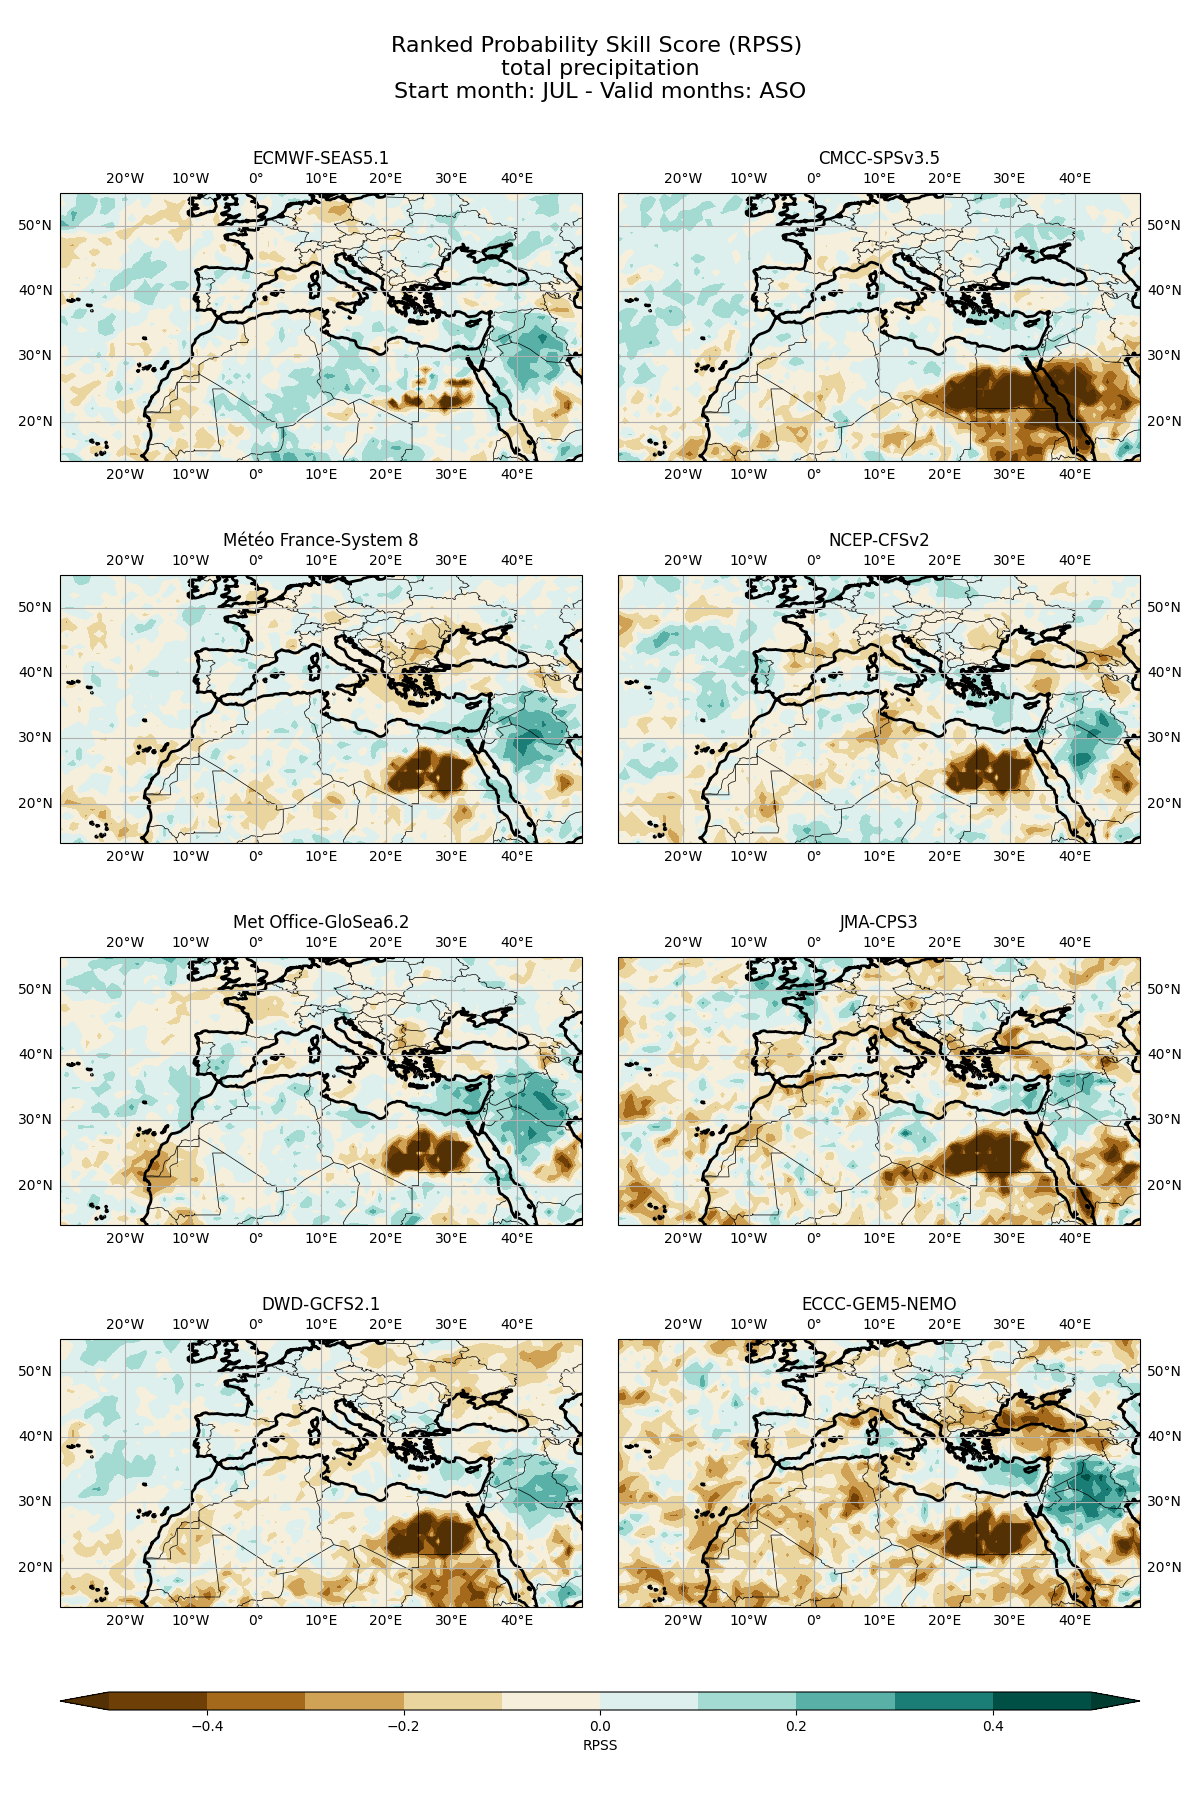 Ranked Probability Skill Score (RPSS)
total precipitation
Start month: JUL - Valid months: ASO
ECMWF-SEAS5.1
20°W 10°W 0° 10°E 20°E 30°E 40°E
50°N
40°N
30°N
20°N
20°W 10°W 0° 10°E 20°E 30°E 40°E
CMCC-SPSv3.5
20°W 10°W 0° 10°E 20°E 30°E 40°E
50°N
40°N
30°N
20°N
20°W 10°W 0° 10°E 20°E 30°E 40°E
Météo France-System 8
20°W 10°W 0° 10°E 20°E 30°E 40°E
50°N
40°N
30°N
20°N
20°W 10°W 0° 10°E 20°E 30°E 40°E
NCEP-CFSv2
20°W 10°W 0° 10°E 20°E 30°E 40°E
50°N
40°N
30°N
20°N
20°W 10°W 0° 10°E 20°E 30°E 40°E
Met Office-GloSea6.2
20°W 10°W 0° 10°E 20°E 30°E 40°E
50°N
40°N
30°N
20°N
20°W 10°W 0° 10°E 20°E 30°E 40°E
JMA-CPS3
20°W 10°W 0° 10°E 20°E 30°E 40°E
50°N
40°N
30°N
20°N
20°W 10°W 0° 10°E 20°E 30°E 40°E
DWD-GCFS2.1
20°W 10°W 0° 10°E 20°E 30°E 40°E
50°N
40°N
30°N
20°N
20°W 10°W 0° 10°E 20°E 30°E 40°E
ECCC-GEM5-NEMO
20°W 10°W 0° 10°E 20°E 30°E 40°E
50°N
40°N
30°N
20°N
20°W 10°W 0° 10°E 20°E 30°E 40°E
−0.4 −0.2 0.0 0.2 0.4
RPSS